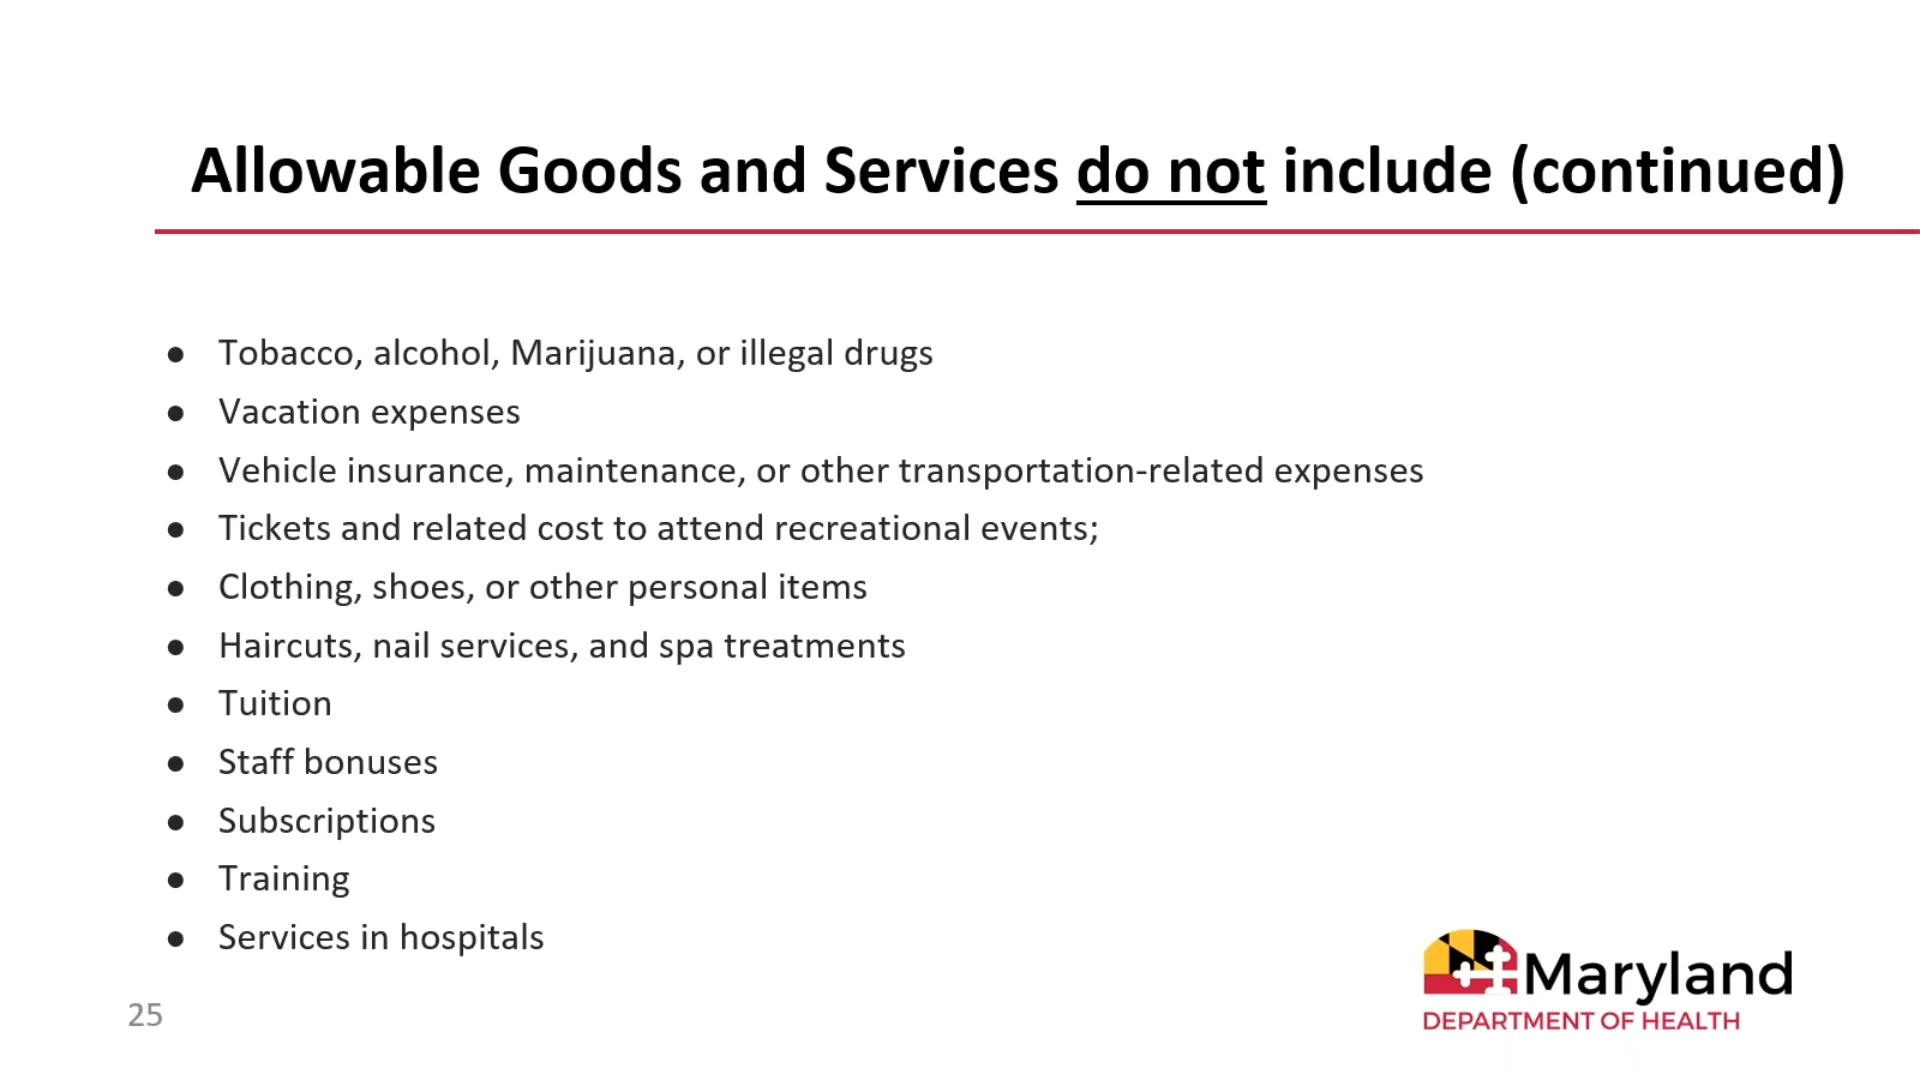 Allowable Goods and Services do not include (continued)
● Tobacco, alcohol, Marijuana, or illegal drugs
● Vacation expenses
● Vehicle insurance, maintenance, or other transportation-related expenses
● Tickets and related cost to attend recreational events;
● Clothing, shoes, or other personal items
● Haircuts, nail services, and spa treatments
● Tuition
● Staff bonuses
● Subscriptions
● Training
● Services in hospitals
25
Maryland
DEPARTMENT OF HEALTH